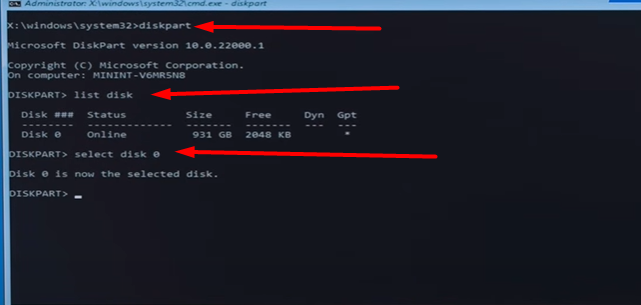 Administrator: X:\windows\system32\cmd.exe - diskpart
X:\windows\system32>diskpart
Microsoft DiskPart version 10.0.22000.1
Copyright (C) Microsoft Corporation.
On computer: MININT-V6MR5N8
DISKPART> list disk
Disk ### Status Size Free Dyn Gpt
-------- ------------- ------- ------- --- ---
Disk 0 Online 931 GB 2048 KB *
DISKPART> select disk 0
Disk 0 is now the selected disk.
DISKPART> _